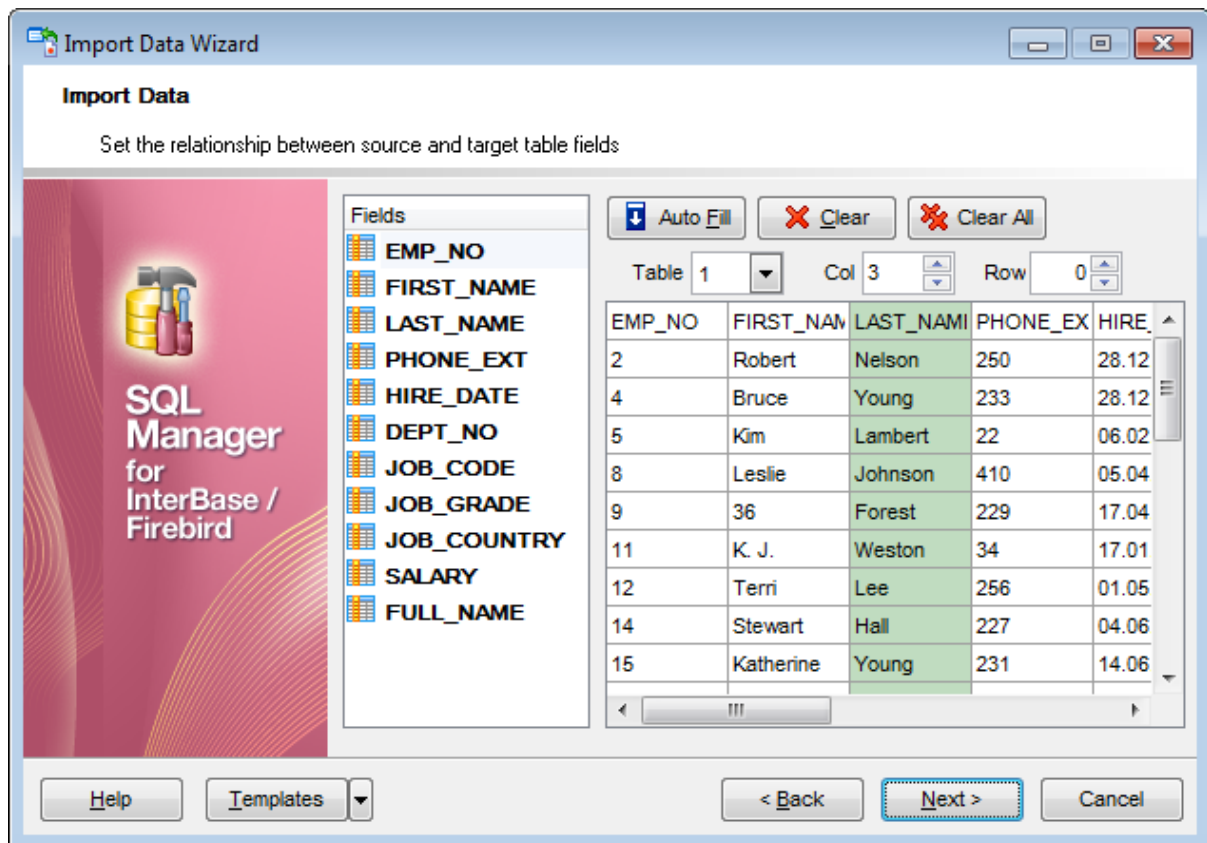 Import Data Wizard
Import Data
Set the relationship between source and target table fields
SQL
Manager
for
InterBase /
Firebird
Fields
EMP_NO
FIRST_NAME
LAST_NAME
PHONE_EXT
HIRE_DATE
DEPT_NO
JOB_CODE
JOB_GRADE
JOB_COUNTRY
SALARY
FULL_NAME
Auto Fill Clear Clear All
Table 1 Col 3 Row 0
EMP_NO FIRST_NAM LAST_NAMI PHONE_EX HIRE_
2 Robert Nelson 250 28.12
4 Bruce Young 233 28.12
5 Kim Lambert 22 06.02
8 Leslie Johnson 410 05.04
9 36 Forest 229 17.04
11 K. J. Weston 34 17.01
12 Terri Lee 256 01.05
14 Stewart Hall 227 04.06
15 Katherine Young 231 14.06
Help Templates < Back Next > Cancel